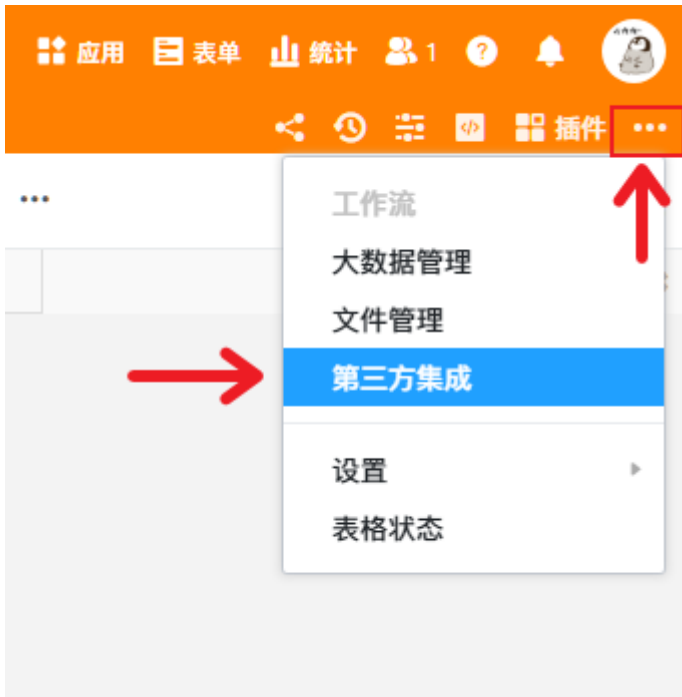 应用 表单 统计 1 ?
</> 插件 •••
•••
工作流
大数据管理
文件管理
第三方集成
设置
表格状态